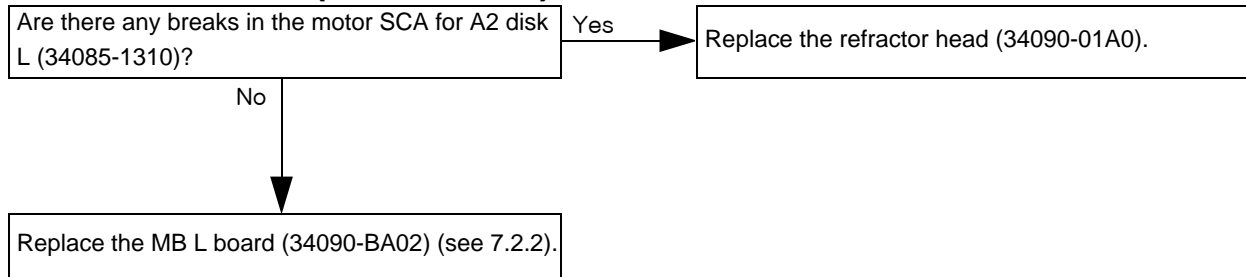 Are there any breaks in the motor SCA for A2 disk
L (34085-1310)?
Yes
Replace the refractor head (34090-01A0).
No
Replace the MB L board (34090-BA02) (see 7.2.2).